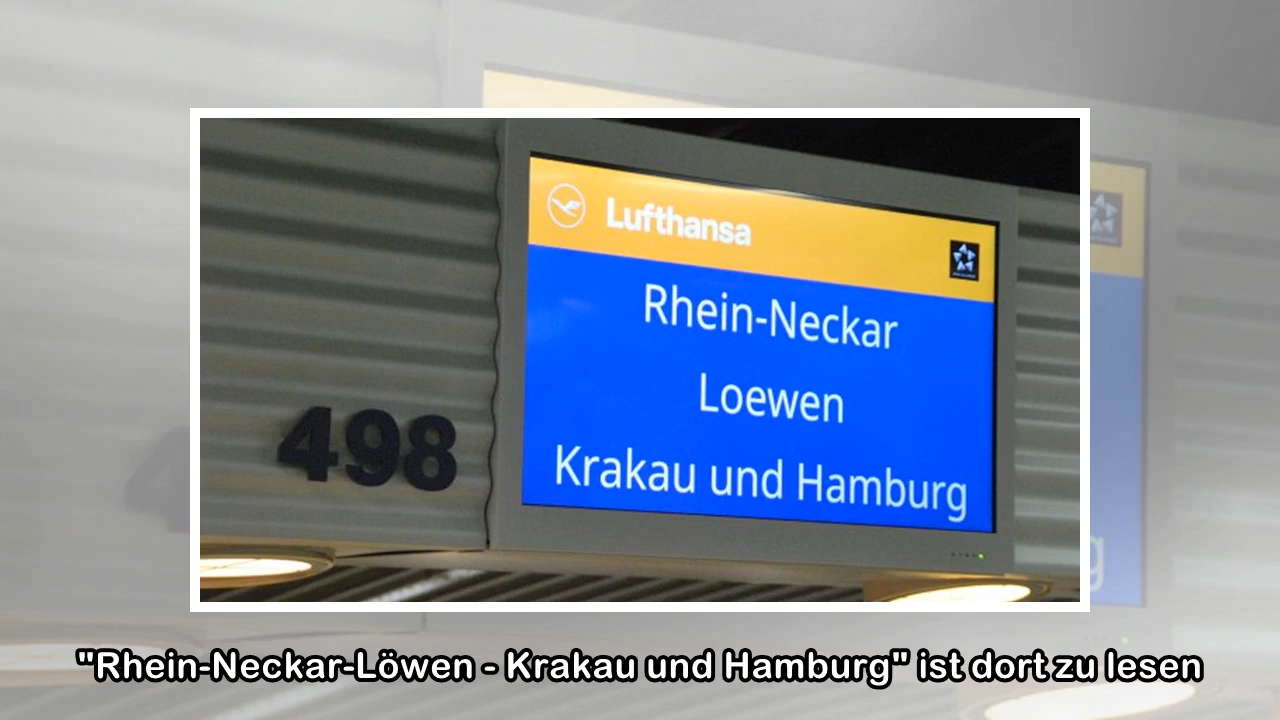 Lufthansa
Rhein-Neckar
Loewen
Krakau und Hamburg
498
"Rhein-Neckar-Löwen - Krakau und Hamburg" ist dort zu lesen